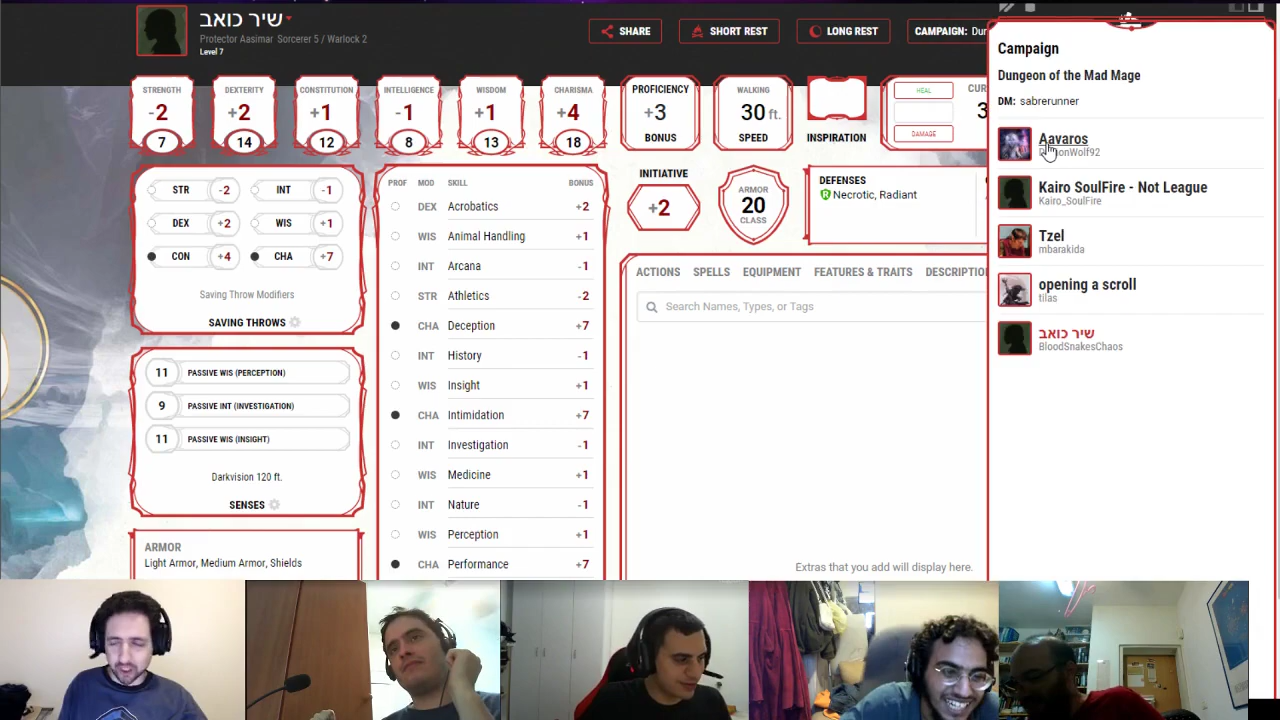 שיר כואב
Protector Aasimar Sorcerer 5 / Warlock 2
Level 7
SHARE
SHORT REST
LONG REST
CAMPAIGN: Dun
STRENGTH
-2
7
DEXTERITY
+2
14
CONSTITUTION
+1
12
INTELLIGENCE
-1
8
WISDOM
+1
13
CHARISMA
+4
18
PROFICIENCY
+3
BONUS
WALKING
30 ft.
SPEED
INSPIRATION
HEAL
DAMAGE
CUR
3
STR -2
INT -1
DEX +2
WIS +1
CON +4
CHA +7
Saving Throw Modifiers
SAVING THROWS
11 PASSIVE WIS (PERCEPTION)
9 PASSIVE INT (INVESTIGATION)
11 PASSIVE WIS (INSIGHT)
Darkvision 120 ft.
SENSES
ARMOR
Light Armor, Medium Armor, Shields
PROF MOD SKILL BONUS
DEX Acrobatics +2
WIS Animal Handling +1
INT Arcana -1
STR Athletics -2
CHA Deception +7
INT History -1
WIS Insight +1
CHA Intimidation +7
INT Investigation -1
WIS Medicine +1
INT Nature -1
WIS Perception +1
CHA Performance +7
INITIATIVE
+2
ARMOR
20
CLASS
DEFENSES
Necrotic, Radiant
ACTIONS SPELLS EQUIPMENT FEATURES & TRAITS DESCRIPTIO
Search Names, Types, or Tags
Extras that you add will display here.
Campaign
Dungeon of the Mad Mage
DM: sabrerunner
Aavaros
Kairo SoulFire - Not League
Kairo_SoulFire
Tzel
mbarakida
opening a scroll
tilas
שיר כואב
BloodSnakesChaos